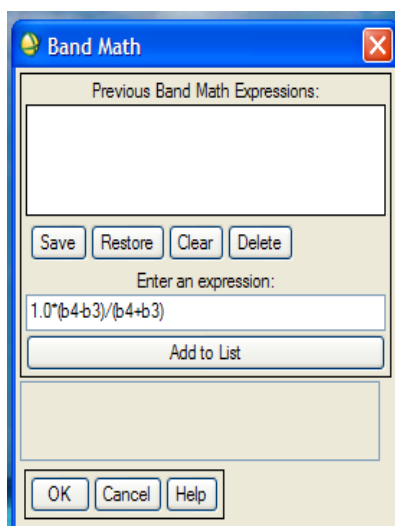 Band Math
Previous Band Math Expressions:
Save Restore Clear Delete
Enter an expression:
1.0*(b4-b3)/(b4+b3)
Add to List
OK Cancel Help